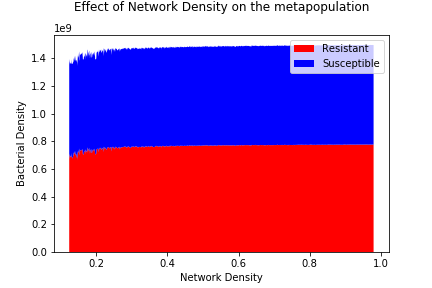 Effect of Network Density on the metapopulation
1e9
Resistant
Susceptible
1.4
1.2
1.0
0.8
0.6
0.4
0.2
0.0
Bacterial Density
0.2 0.4 0.6 0.8 1.0
Network Density